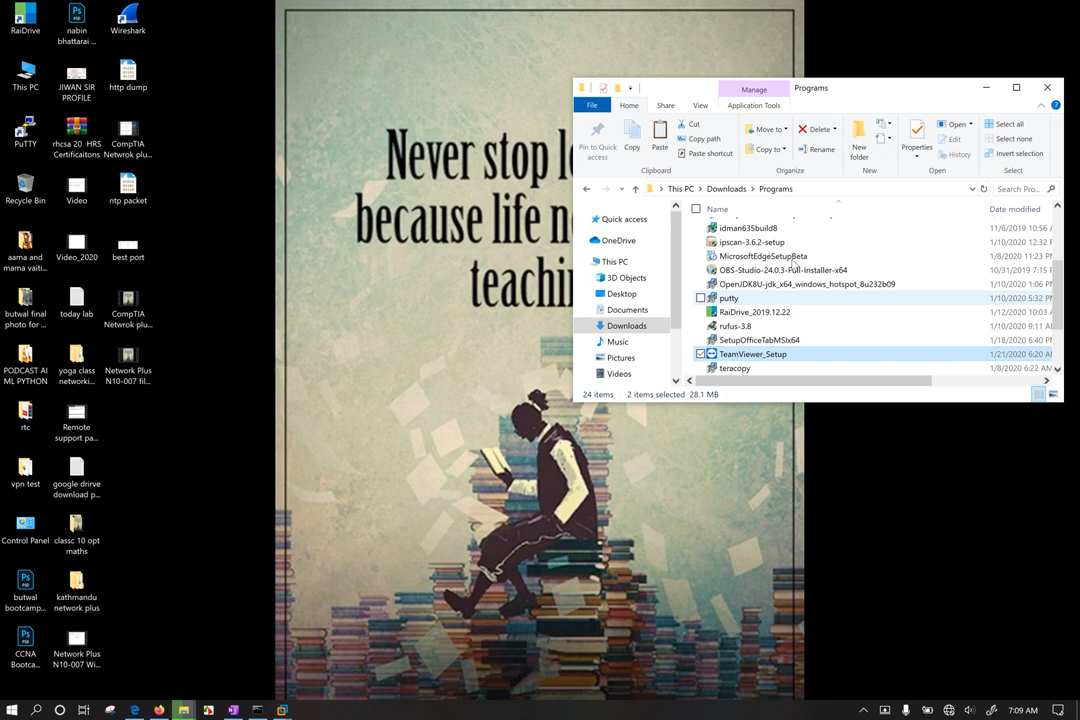 RaiDrive
nabin
bhattarai ...
Wireshark
This PC
JIWAN SIR
PROFILE
http dump
PuTTY
rhcsa 20 HRS
Certificaitons
CompTIA
Netwrok plu...
Recycle Bin
Video
ntp packet
aama and
mama vaiti...
Video_2020
best port
butwal final
photo for ...
today lab
CompTIA
Netwrok plu...
PODCAST AI
ML PYTHON
yoga class
networki...
Network Plus
N10-007 fil...
rtc
Remote
support pa...
vpn test
google drirve
download p...
Control Panel
classc 10 opt
maths
butwal
bootcamp...
kathmandu
network plus
CCNA
Bootca...
Network Plus
N10-007 Wi...
Never stop l
because life n
teachin
Manage
Programs
File
Home
Share
View
Application Tools
Pin to Quick
access
Copy
Paste
Cut
Copy path
Paste shortcut
Clipboard
Move to
Copy to
Delete
Rename
Organize
New
folder
New
Properties
Open
Edit
History
Open
Select all
Select none
Invert selection
Select
This PC
Downloads
Programs
Search Pro...
Quick access
OneDrive
This PC
3D Objects
Desktop
Documents
Downloads
Music
Pictures
Videos
Name
Date modified
idman635build8
11/6/2019 10:56
ipscan-3.6.2-setup
1/10/2020 12:32
MicrosoftEdgeSetupBeta
1/8/2020 11:23
OBS-Studio-24.0.3-Full-Installer-x64
10/31/2019 7:15
OpenJDK8U-jdk_x64_windows_hotspot_8u232b09
1/10/2020 1:06
putty
1/10/2020 5:32
RaiDrive_2019.12.22
1/20/2020 10:03
rufus-3.8
1/10/2020 9:11
SetupOfficeTabMSIx64
1/18/2020 6:40
TeamViewer_Setup
1/21/2020 6:20
teracopy
1/8/2020 6:22
24 items
2 items selected
28.1 MB
7:09 AM